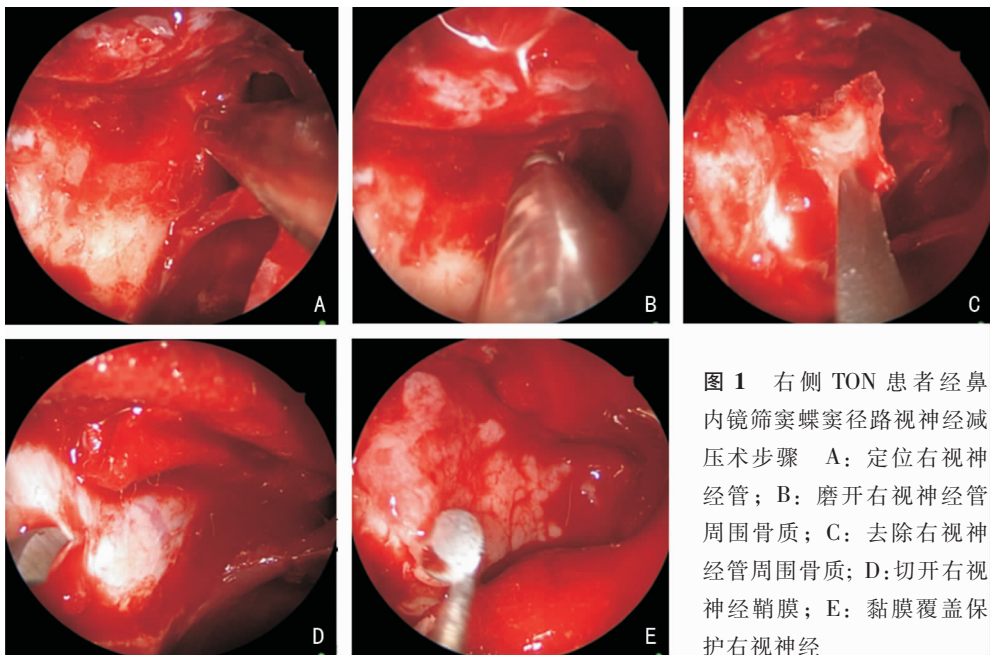 A
B
C
D
E
图 1 右侧 TON 患者经鼻
内镜筛窦蝶窦径路视神经减
压术步骤 A：定位右视神
经管；B：磨开右视神经管
周围骨质；C：去除右视神
经管周围骨质；D：切开右视
神经鞘膜；E：黏膜覆盖保
护右视神经